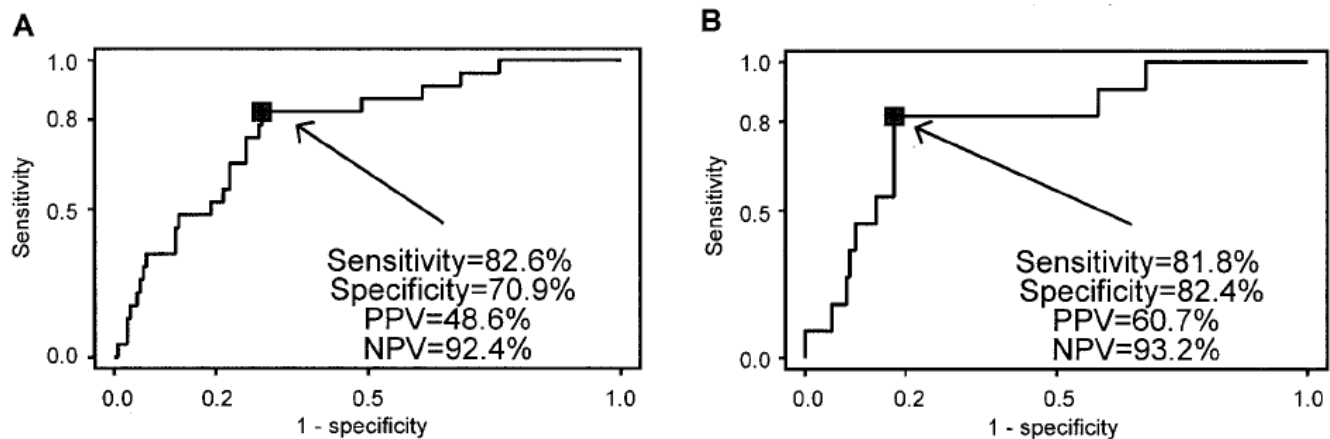 A
Sensitivity
1.0
0.8
0.5
0.0
Sensitivity=82.6%
Specificity=70.9%
PPV=48.6%
NPV=92.4%
0.0 0.2 0.5 1.0
1 - specificity
B
Sensitivity
1.0
0.8
0.5
0.0
Sensitivity=81.8%
Specificity=82.4%
PPV=60.7%
NPV=93.2%
0.0 0.2 0.5 1.0
1 - specificity